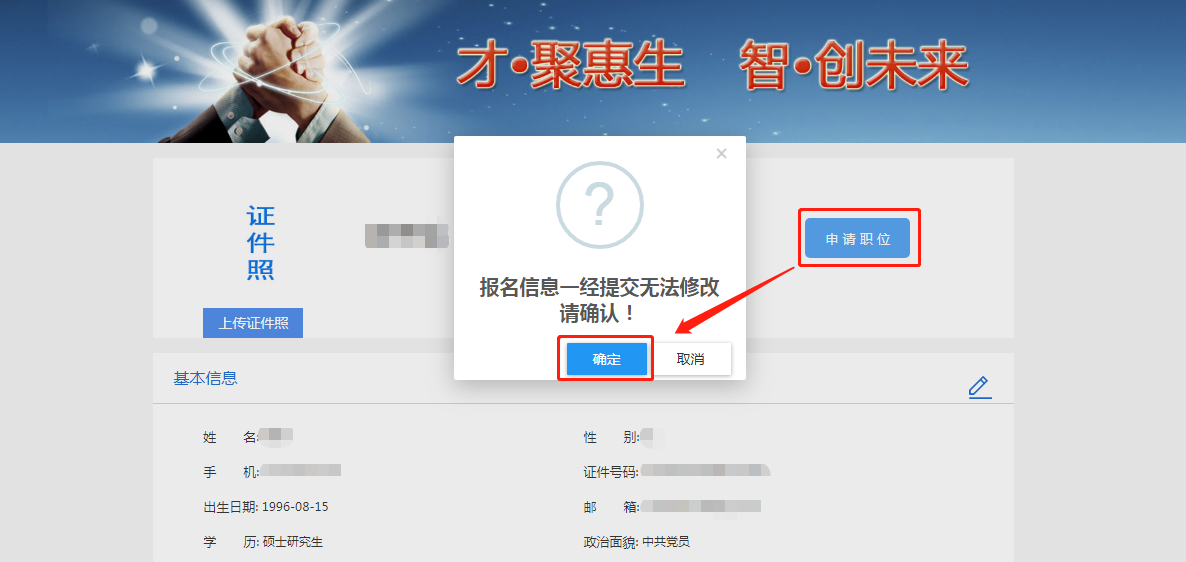 才·聚惠生 智·创未来
×
?
证
件
照
申请职位
报名信息一经提交无法修改
请确认！
上传证件照
确定 取消
基本信息
姓 名: 性 别:
手 机: 证件号码:
出生日期: 1996-08-15 邮 箱:
学 历: 硕士研究生 政治面貌: 中共党员